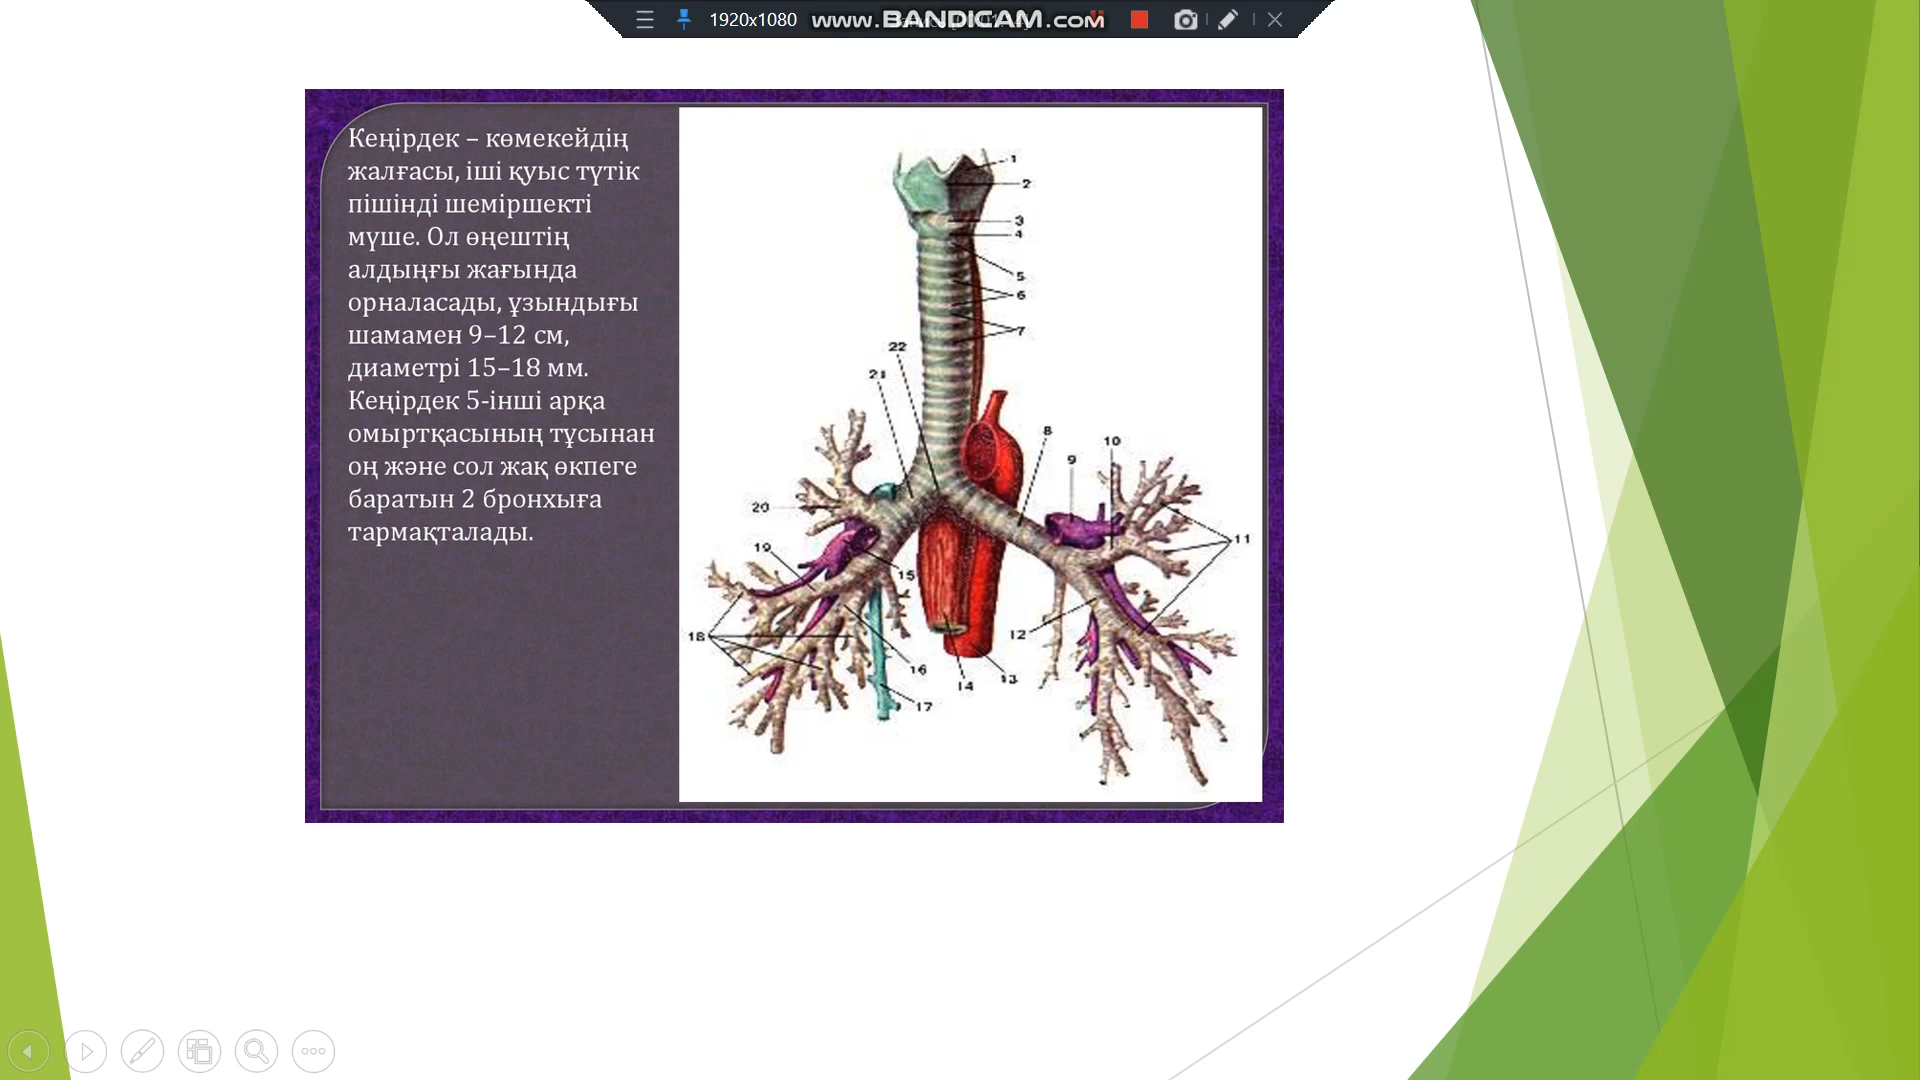 1920x1080
www.BANDICAM.com
Кеңірдек – көмекейдің
жалғасы, іші қуыс түтік
пішінді шеміршекті
мүше. Ол өңештің
алдыңғы жағында
орналасады, ұзындығы
шамамен 9–12 см,
диаметрі 15–18 мм.
Кеңірдек 5-інші арқа
омыртқасының тұсынан
оң және сол жақ өкпеге
баратын 2 бронхыға
тармақталады.
1
2
3
4
5
6
7
22
21
8
10
9
20
11
19
15
18
12
16
13
14
17